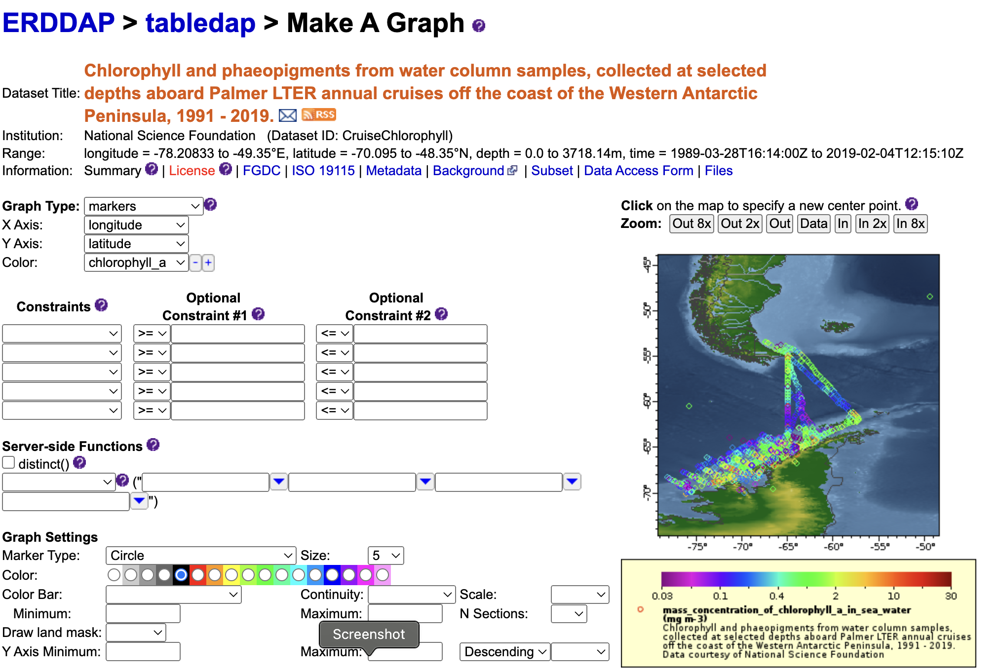 ERDDAP > tabledap > Make A Graph ?
Dataset Title: Chlorophyll and phaeopigments from water column samples, collected at selected
depths aboard Palmer LTER annual cruises off the coast of the Western Antarctic
Peninsula, 1991 - 2019. RSS
Institution: National Science Foundation (Dataset ID: CruiseChlorophyll)
Range: longitude = -78.20833 to -49.35°E, latitude = -70.095 to -48.35°N, depth = 0.0 to 3718.14m, time = 1989-03-28T16:14:00Z to 2019-02-04T12:15:10Z
Information: Summary ? | License ? | FGDC | ISO 19115 | Metadata | Background | Subset | Data Access Form | Files
Graph Type: markers ?
X Axis: longitude
Y Axis: latitude
Color: chlorophyll_a - +
Constraints ? Optional Constraint #1 ? Optional Constraint #2 ?
>= <=
>= <=
>= <=
>= <=
>= <=
Server-side Functions ?
distinct() ?
? ("
")
Graph Settings
Marker Type: Circle Size: 5
Color:
Color Bar: Continuity: Scale:
Minimum: Maximum: N Sections:
Draw land mask: Screenshot
Y Axis Minimum: Maximum: Descending
Click on the map to specify a new center point. ?
Zoom: Out 8x Out 2x Out Data In In 2x In 8x
-45°
-50°
-55°
-60°
-65°
-70°
-75° -70° -65° -60° -55° -50°
0.03 0.1 0.4 2 10 30
mass_concentration_of_chlorophyll_a_in_sea_water
(mg m-3)
Chlorophyll and phaeopigments from water column samples,
collected at selected depths aboard Palmer LTER annual cruises
off the coast of the Western Antarctic Peninsula, 1991 - 2019.
Data courtesy of National Science Foundation